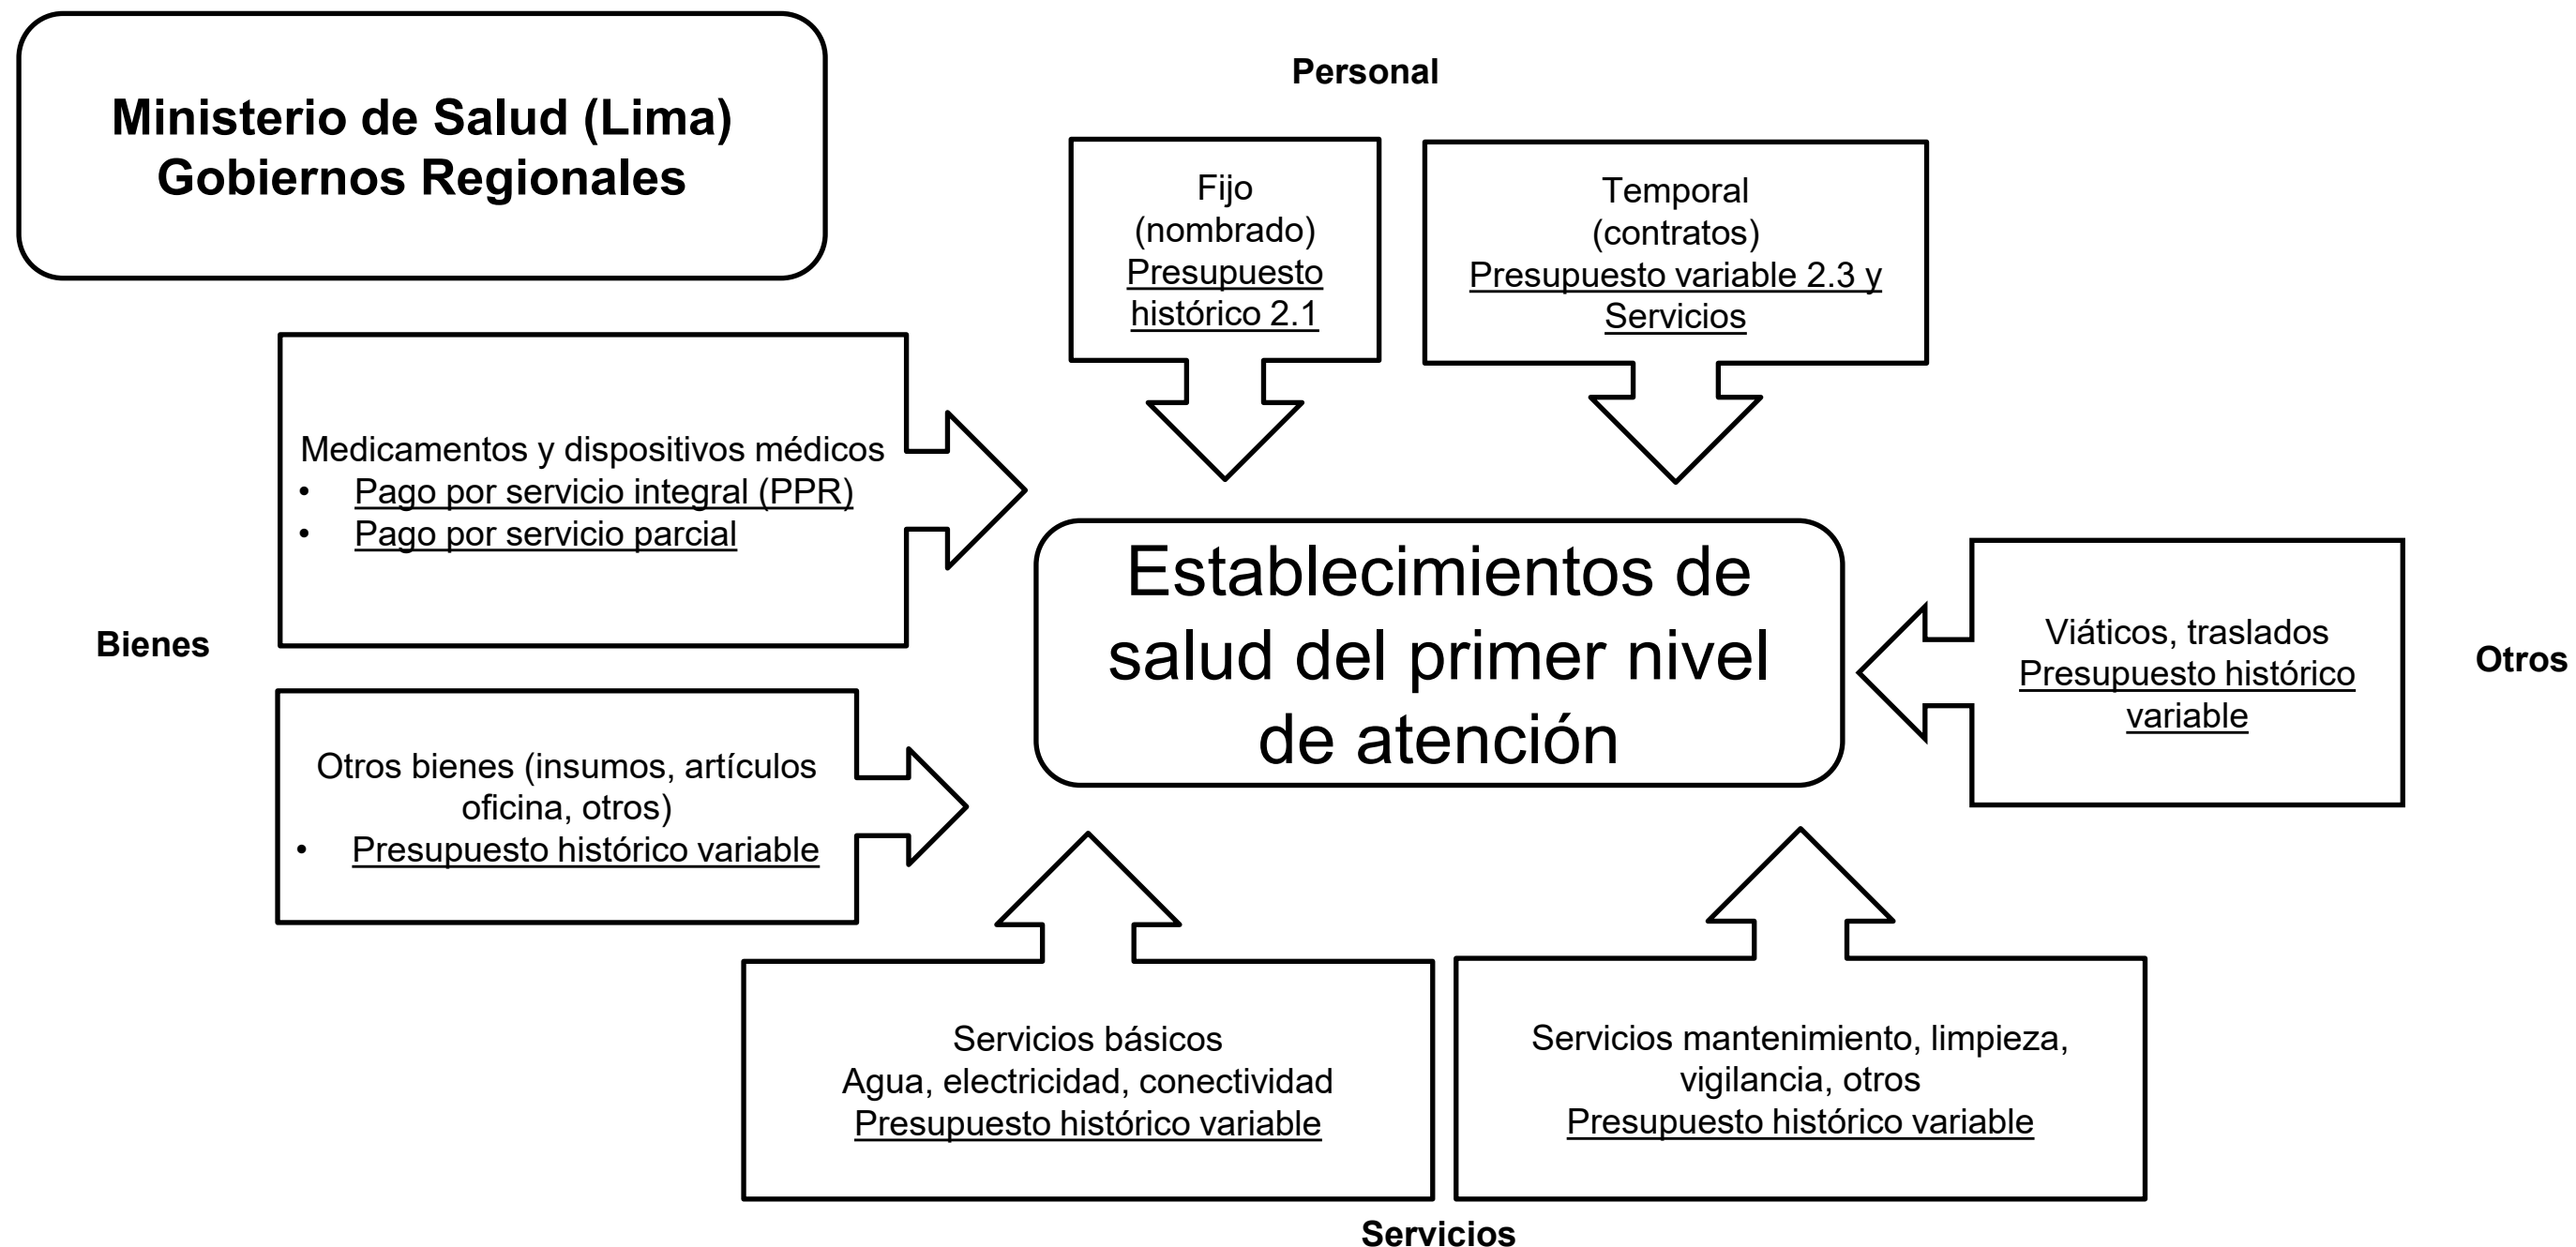 Ministerio de Salud (Lima)
Gobiernos Regionales
Personal
Fijo
(nombrado)
Presupuesto
histórico 2.1
Temporal
(contratos)
Presupuesto variable 2.3 y
Servicios
Medicamentos y dispositivos médicos
• Pago por servicio integral (PPR)
• Pago por servicio parcial
Bienes
Otros bienes (insumos, artículos
oficina, otros)
• Presupuesto histórico variable
Establecimientos de
salud del primer nivel
de atención
Viáticos, traslados
Presupuesto histórico
variable
Otros
Servicios básicos
Agua, electricidad, conectividad
Presupuesto histórico variable
Servicios mantenimiento, limpieza,
vigilancia, otros
Presupuesto histórico variable
Servicios